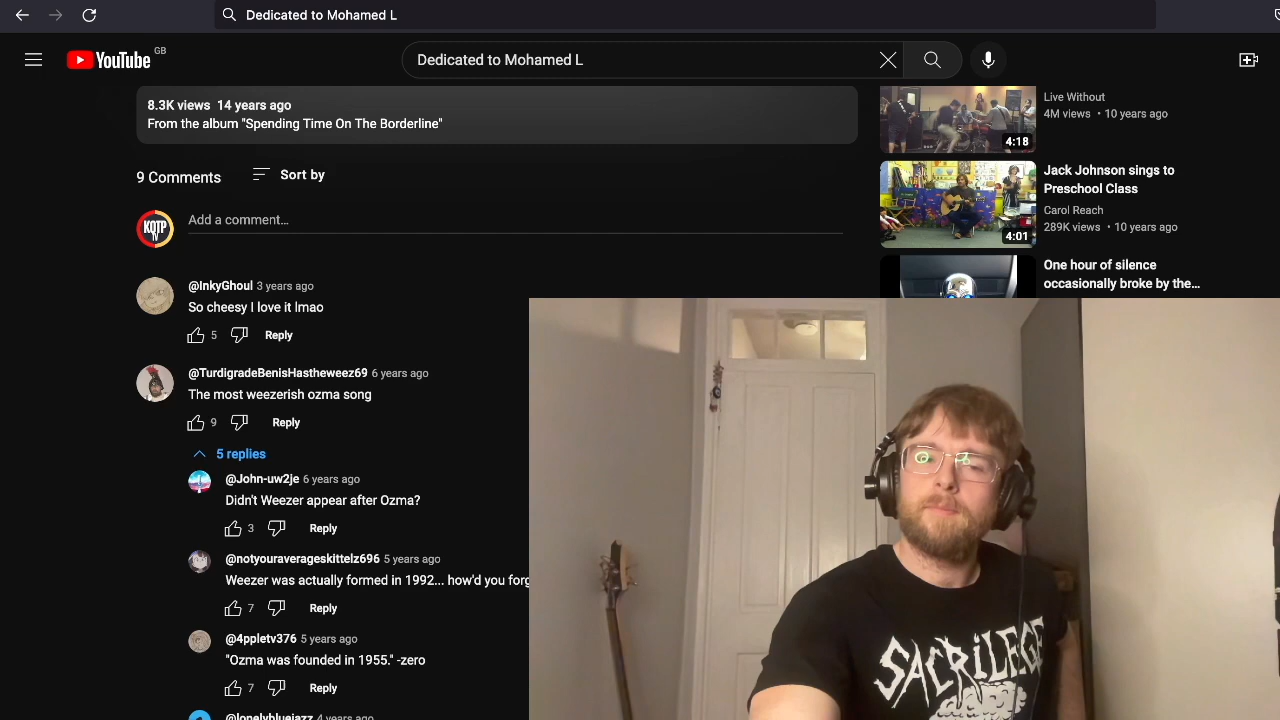 Dedicated to Mohamed L
YouTube GB
Dedicated to Mohamed L
8.3K views 14 years ago
From the album "Spending Time On The Borderline"
9 Comments
Sort by
KOTP
TV
Add a comment...
@InkyGhoul 3 years ago
So cheesy I love it lmao
5 Reply
@TurdigradeBenisHastheweez69 6 years ago
The most weezerish ozma song
9 Reply
5 replies
@John-uw2je 6 years ago
Didn't Weezer appear after Ozma?
3 Reply
@notyouraverageskittelz696 5 years ago
Weezer was actually formed in 1992... how'd you forg
7 Reply
@4ppletv376 5 years ago
"Ozma was founded in 1955." -zero
7 Reply
@lonelybluejazz 4 years ago
Live Without
4M views • 10 years ago
4:18
Jack Johnson sings to
Preschool Class
Carol Reach
289K views • 10 years ago
4:01
One hour of silence
occasionally broke by the...
SACRILEGE